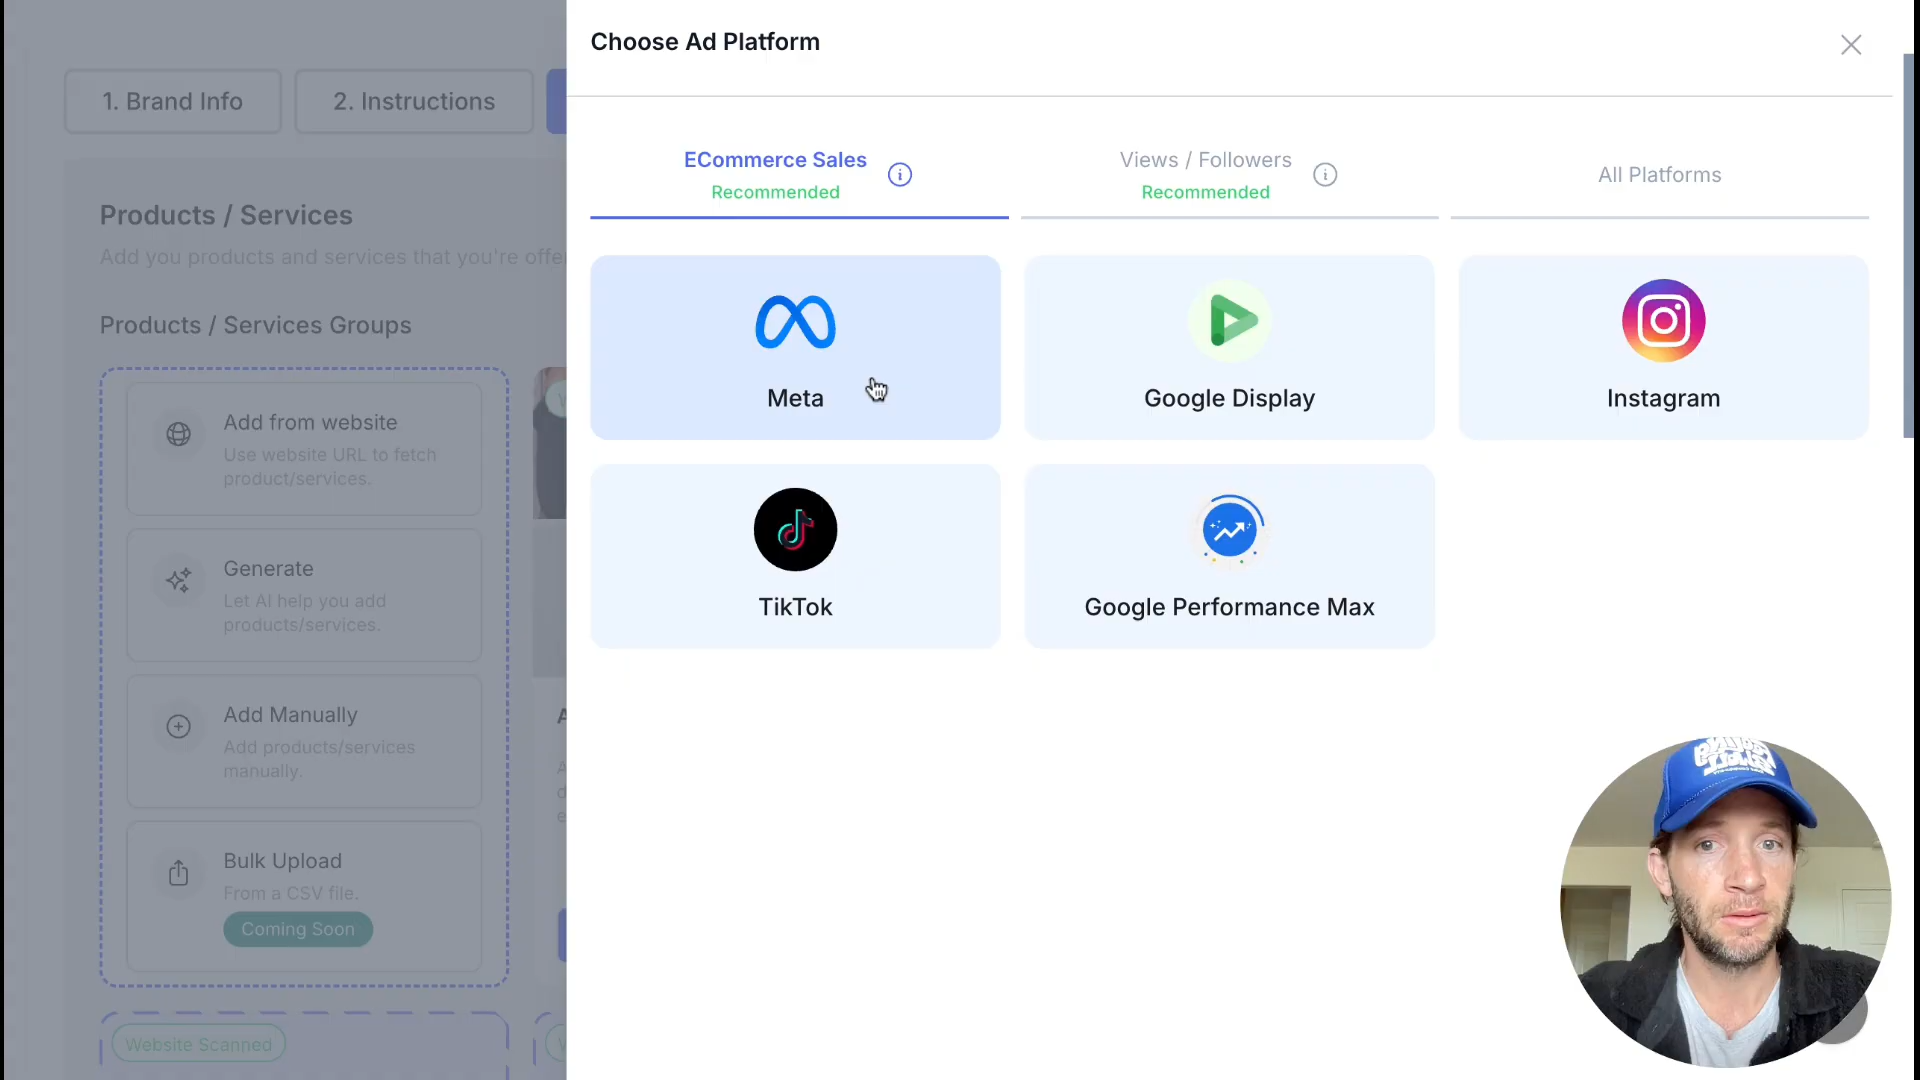 Choose Ad Platform
1. Brand Info
2. Instructions
ECommerce Sales
Recommended
Views / Followers
Recommended
All Platforms
Products / Services
Add you products and services that you're offe
Products / Services Groups
Meta
Google Display
Instagram
Add from website
Use website URL to fetch
product/services.
Generate
Let AI help you add
products/services.
TikTok
Google Performance Max
Add Manually
Add products/services
manually.
Bulk Upload
From a CSV file.
Coming Soon
Website Scanned